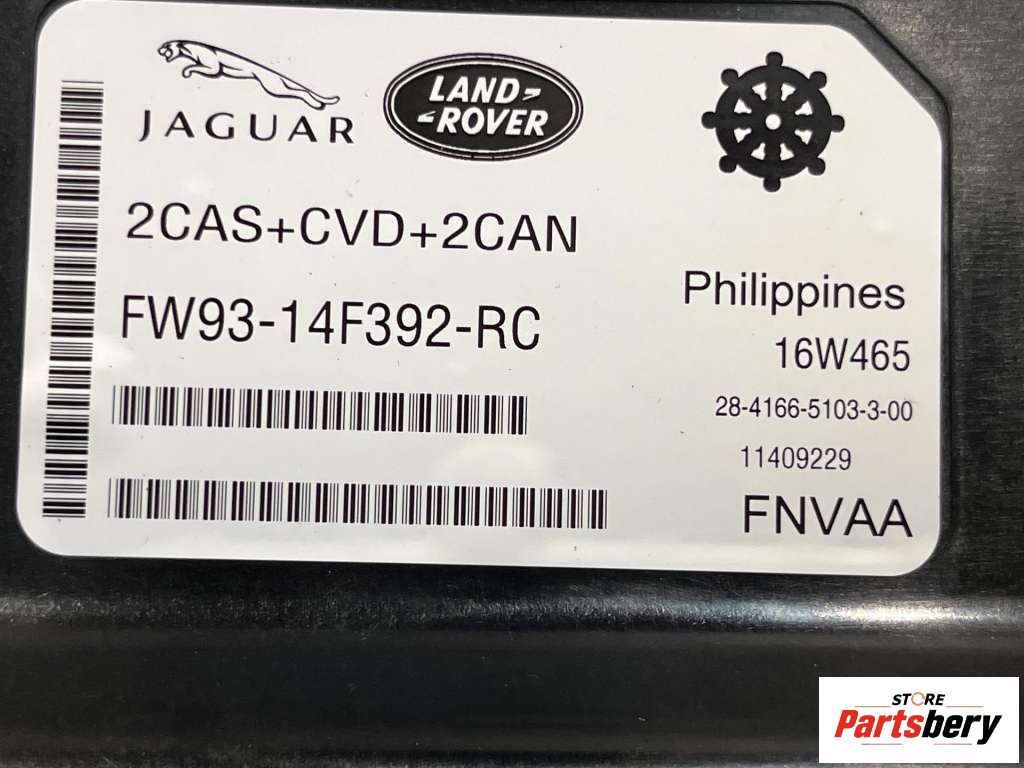 JAGUAR
LAND-
-ROVER
2CAS+CVD+2CAN
FW93-14F392-RC
Philippines
16W465
28-4166-5103-3-00
11409229
FNVAA
STORE
Partsbery